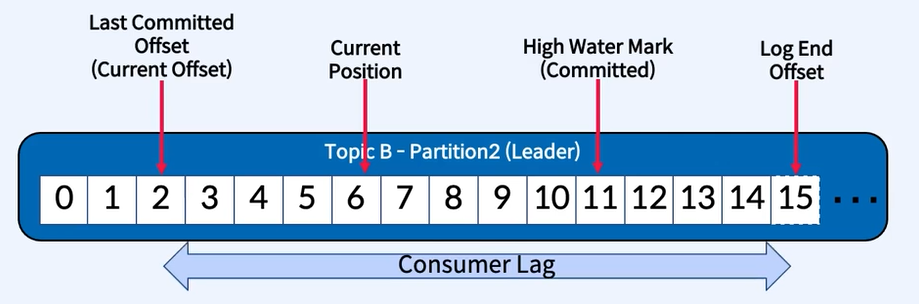 Last Committed
Offset
(Current Offset)
Current
Position
High Water Mark
(Committed)
Log End
Offset
Topic B - Partition2 (Leader)
0 1 2 3 4 5 6 7 8 9 10 11 12 13 14 15 ...
Consumer Lag